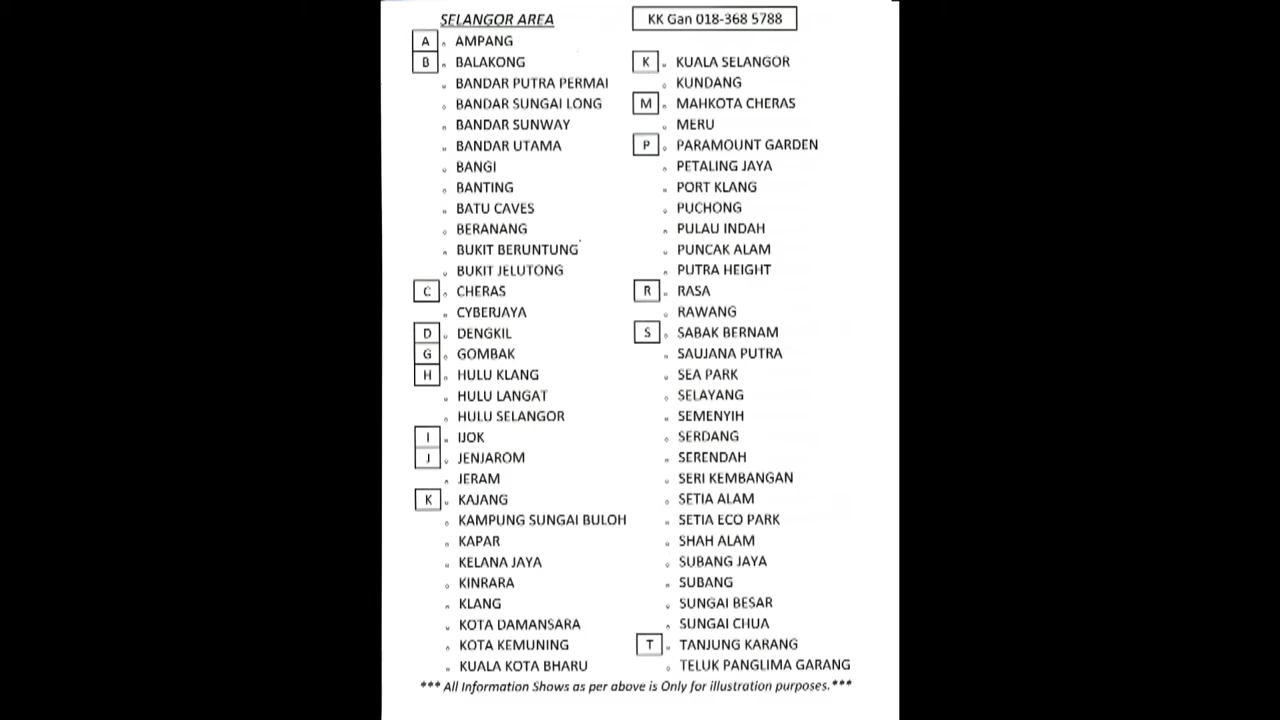 SELANGOR AREA
A AMPANG
B BALAKONG
BANDAR PUTRA PERMAI
BANDAR SUNGAI LONG
BANDAR SUNWAY
BANDAR UTAMA
BANGI
BANTING
BATU CAVES
BERANANG
BUKIT BERUNTUNG
BUKIT JELUTONG
C CHERAS
CYBERJAYA
D DENGKIL
G GOMBAK
H HULU KLANG
HULU LANGAT
HULU SELANGOR
I IJOK
J JENJAROM
JERAM
K KAJANG
KAMPUNG SUNGAI BULOH
KAPAR
KELANA JAYA
KINRARA
KLANG
KOTA DAMANSARA
KOTA KEMUNING
KUALA KOTA BHARU
KK Gan 018-368 5788
K KUALA SELANGOR
KUNDANG
M MAHKOTA CHERAS
MERU
P PARAMOUNT GARDEN
PETALING JAYA
PORT KLANG
PUCHONG
PULAU INDAH
PUNCAK ALAM
PUTRA HEIGHT
R RASA
RAWANG
S SABAK BERNAM
SAUJANA PUTRA
SEA PARK
SELAYANG
SEMENYIH
SERDANG
SERENDAH
SERI KEMBANGAN
SETIA ALAM
SETIA ECO PARK
SHAH ALAM
SUBANG JAYA
SUBANG
SUNGAI BESAR
SUNGAI CHUA
T TANJUNG KARANG
TELUK PANGLIMA GARANG
*** All Information Shows as per above is Only for illustration purposes.***